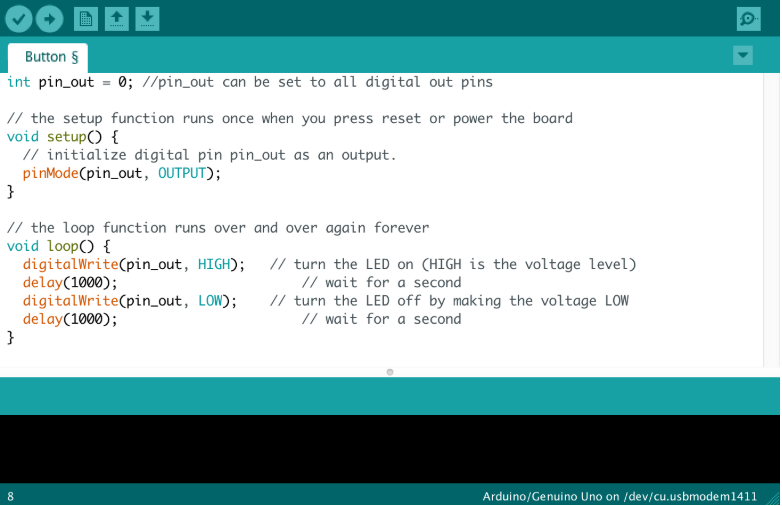 Button §
int pin_out = 0; //pin_out can be set to all digital out pins
// the setup function runs once when you press reset or power the board
void setup() {
  // initialize digital pin pin_out as an output.
  pinMode(pin_out, OUTPUT);
}
// the loop function runs over and over again forever
void loop() {
  digitalWrite(pin_out, HIGH);   // turn the LED on (HIGH is the voltage level)
  delay(1000);                       // wait for a second
  digitalWrite(pin_out, LOW);    // turn the LED off by making the voltage LOW
  delay(1000);                       // wait for a second
}
8
Arduino/Genuino Uno on /dev/cu.usbmodem1411